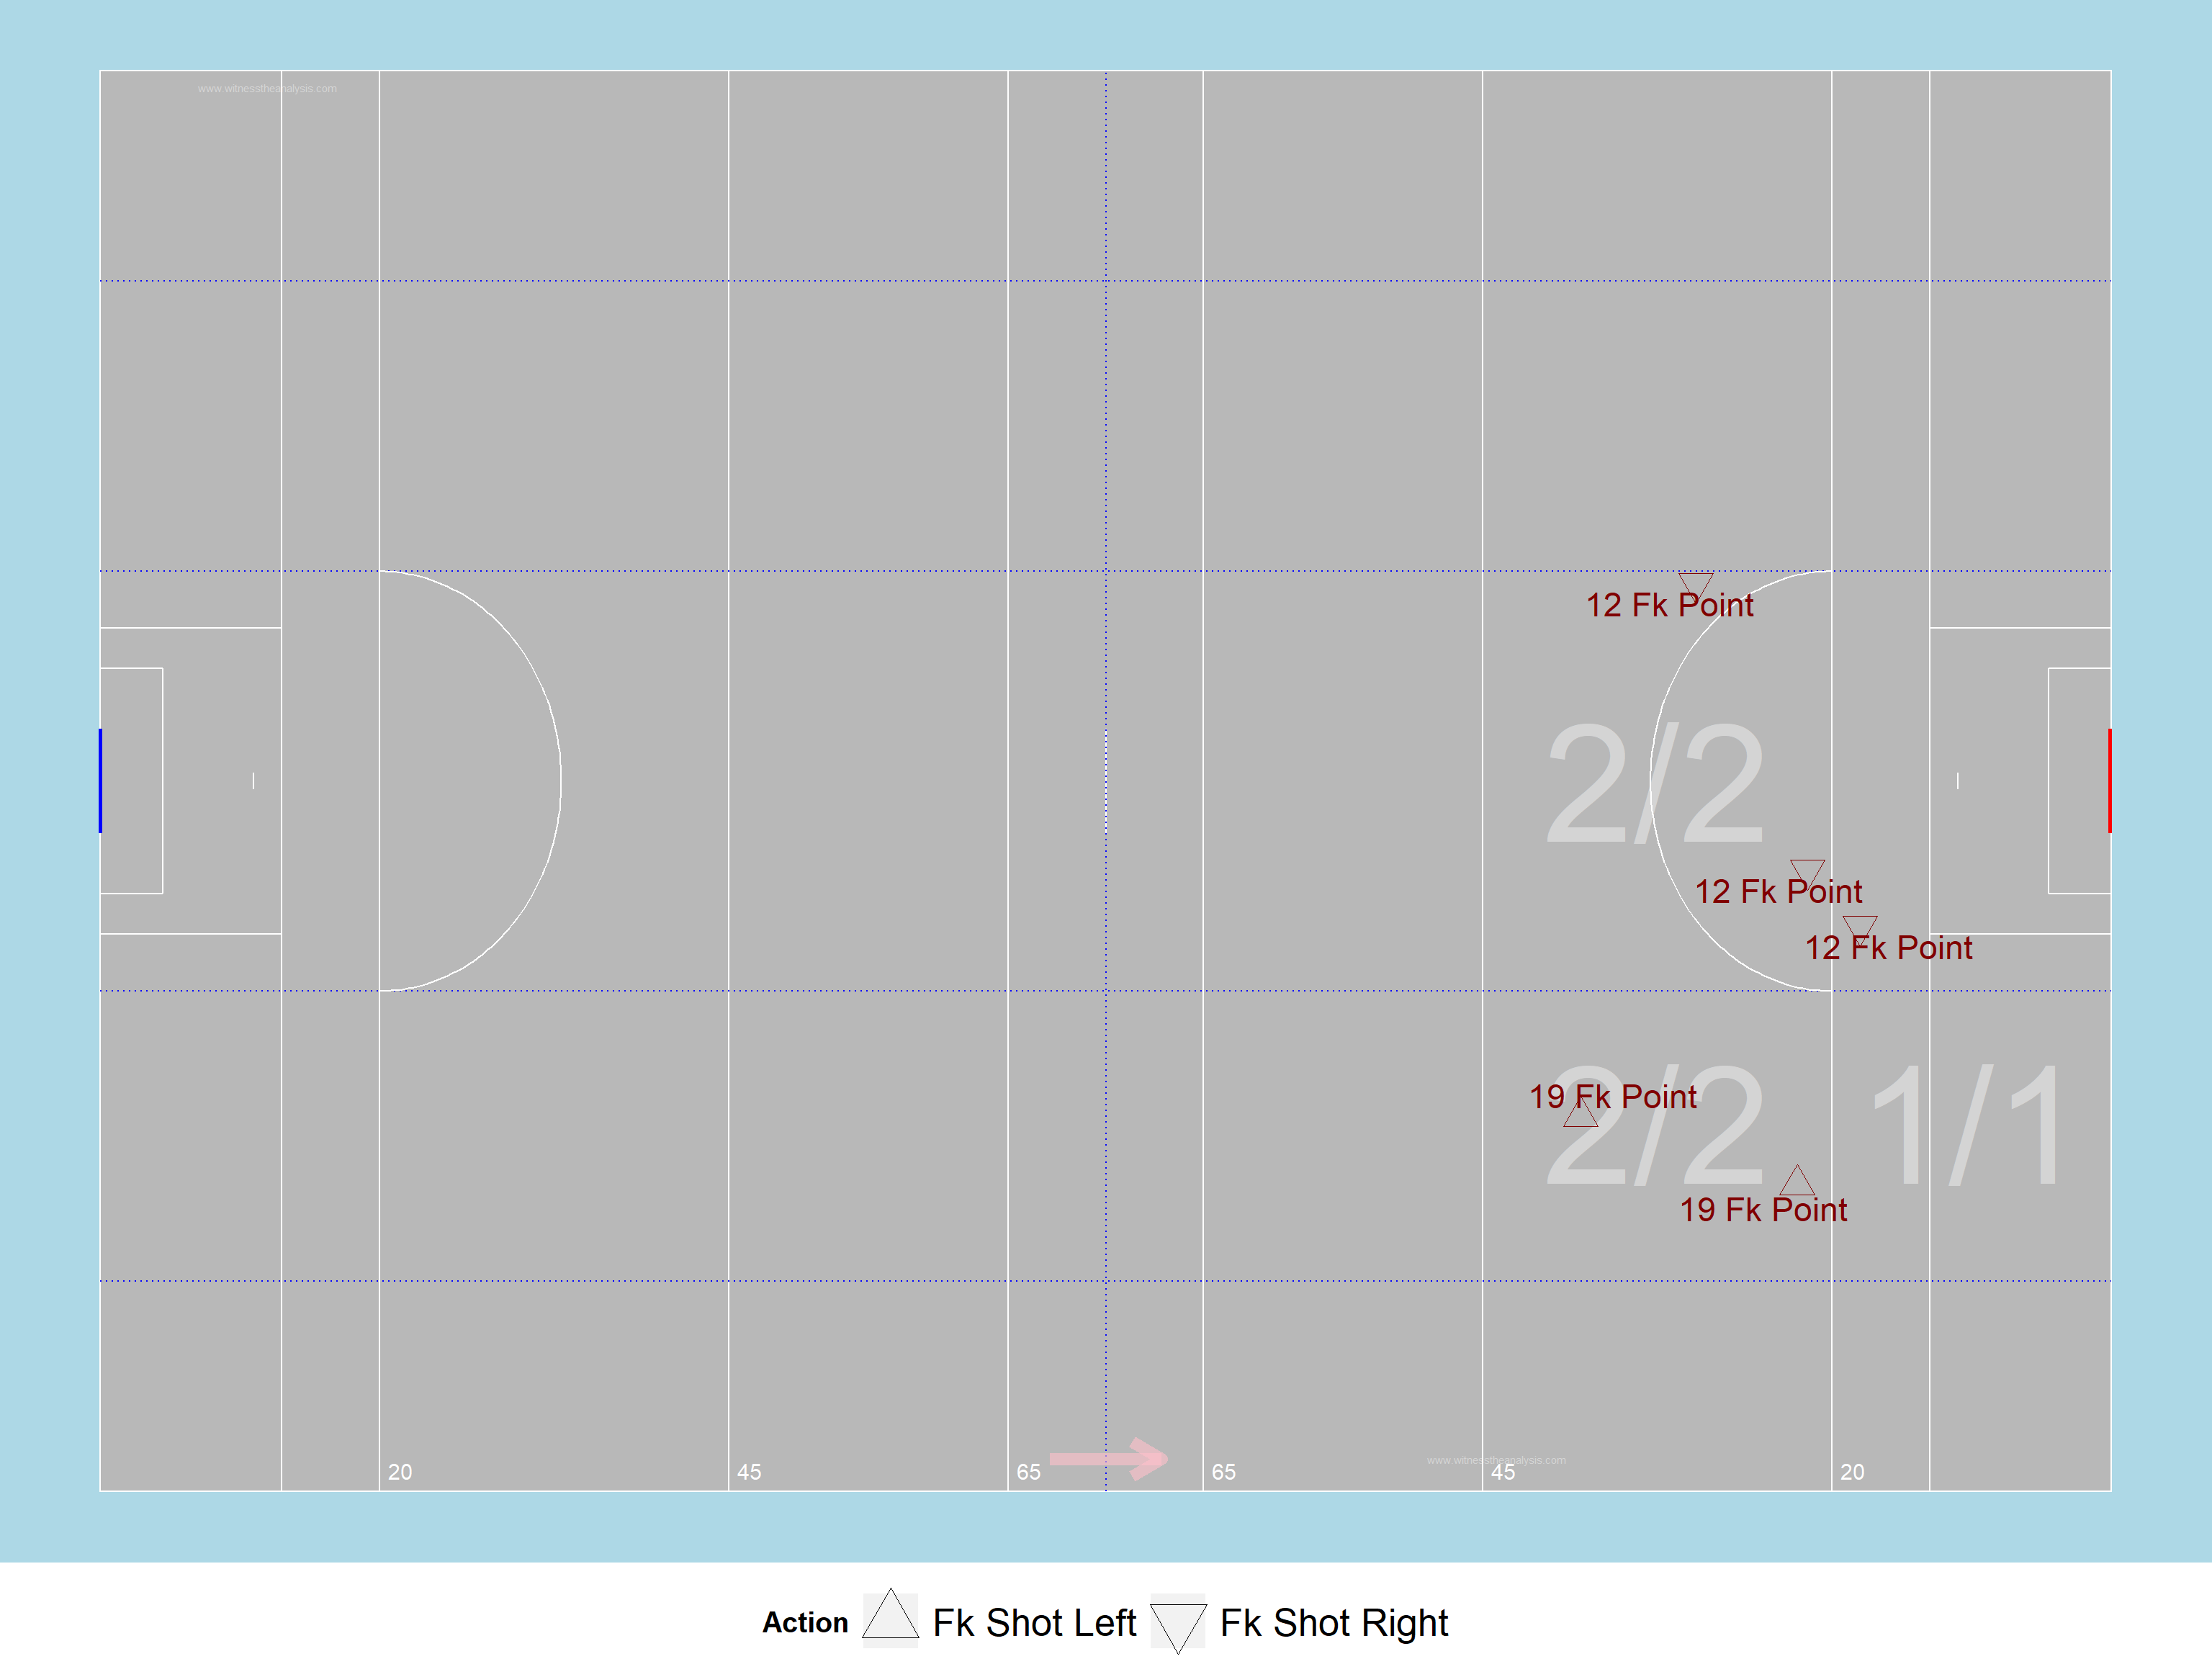 www.witnesstheanalysis.com
12 Fk Point
2/2
12 Fk Point
12 Fk Point
19 Fk Point
2/2
1/1
19 Fk Point
www.witnesstheanalysis.com
20
45
65
65
45
20
Action
Fk Shot Left
Fk Shot Right